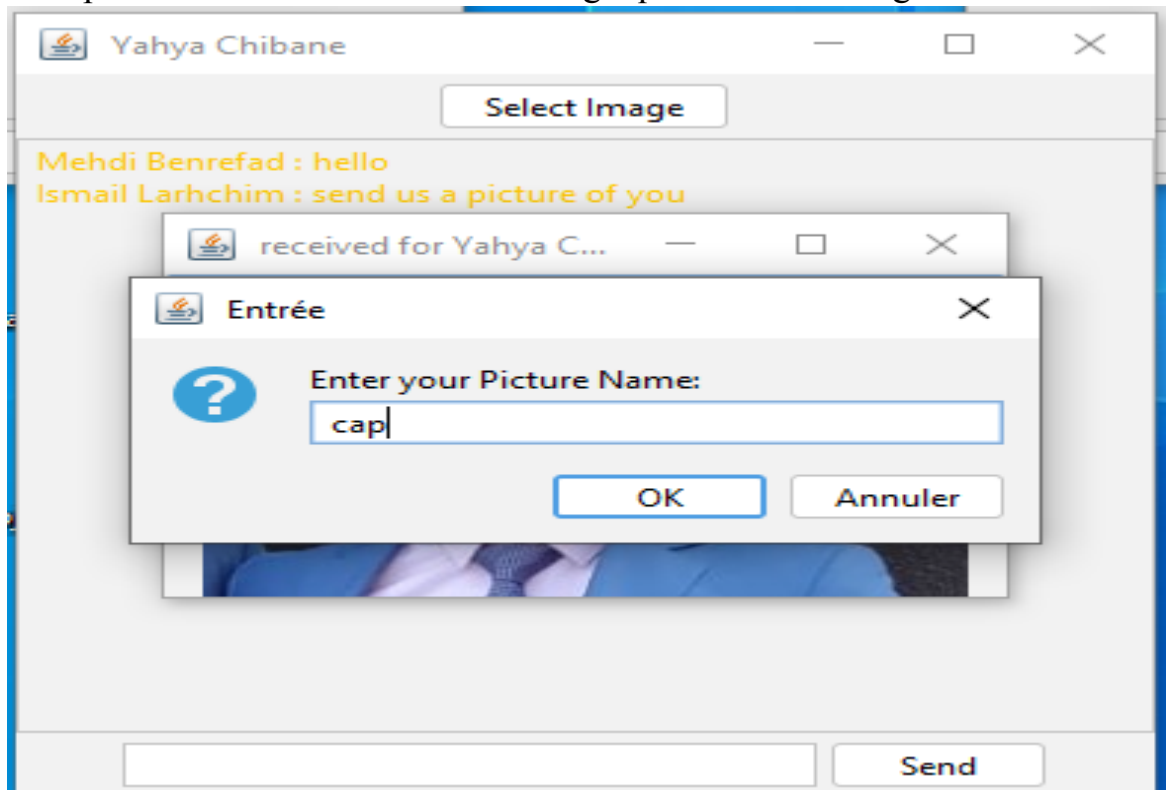 Yahya Chibane
Select Image
Mehdi Benrefad : hello
Ismail Larhchim : send us a picture of you
received for Yahya C...
Entrée
Enter your Picture Name:
cap
OK
Annuler
Send